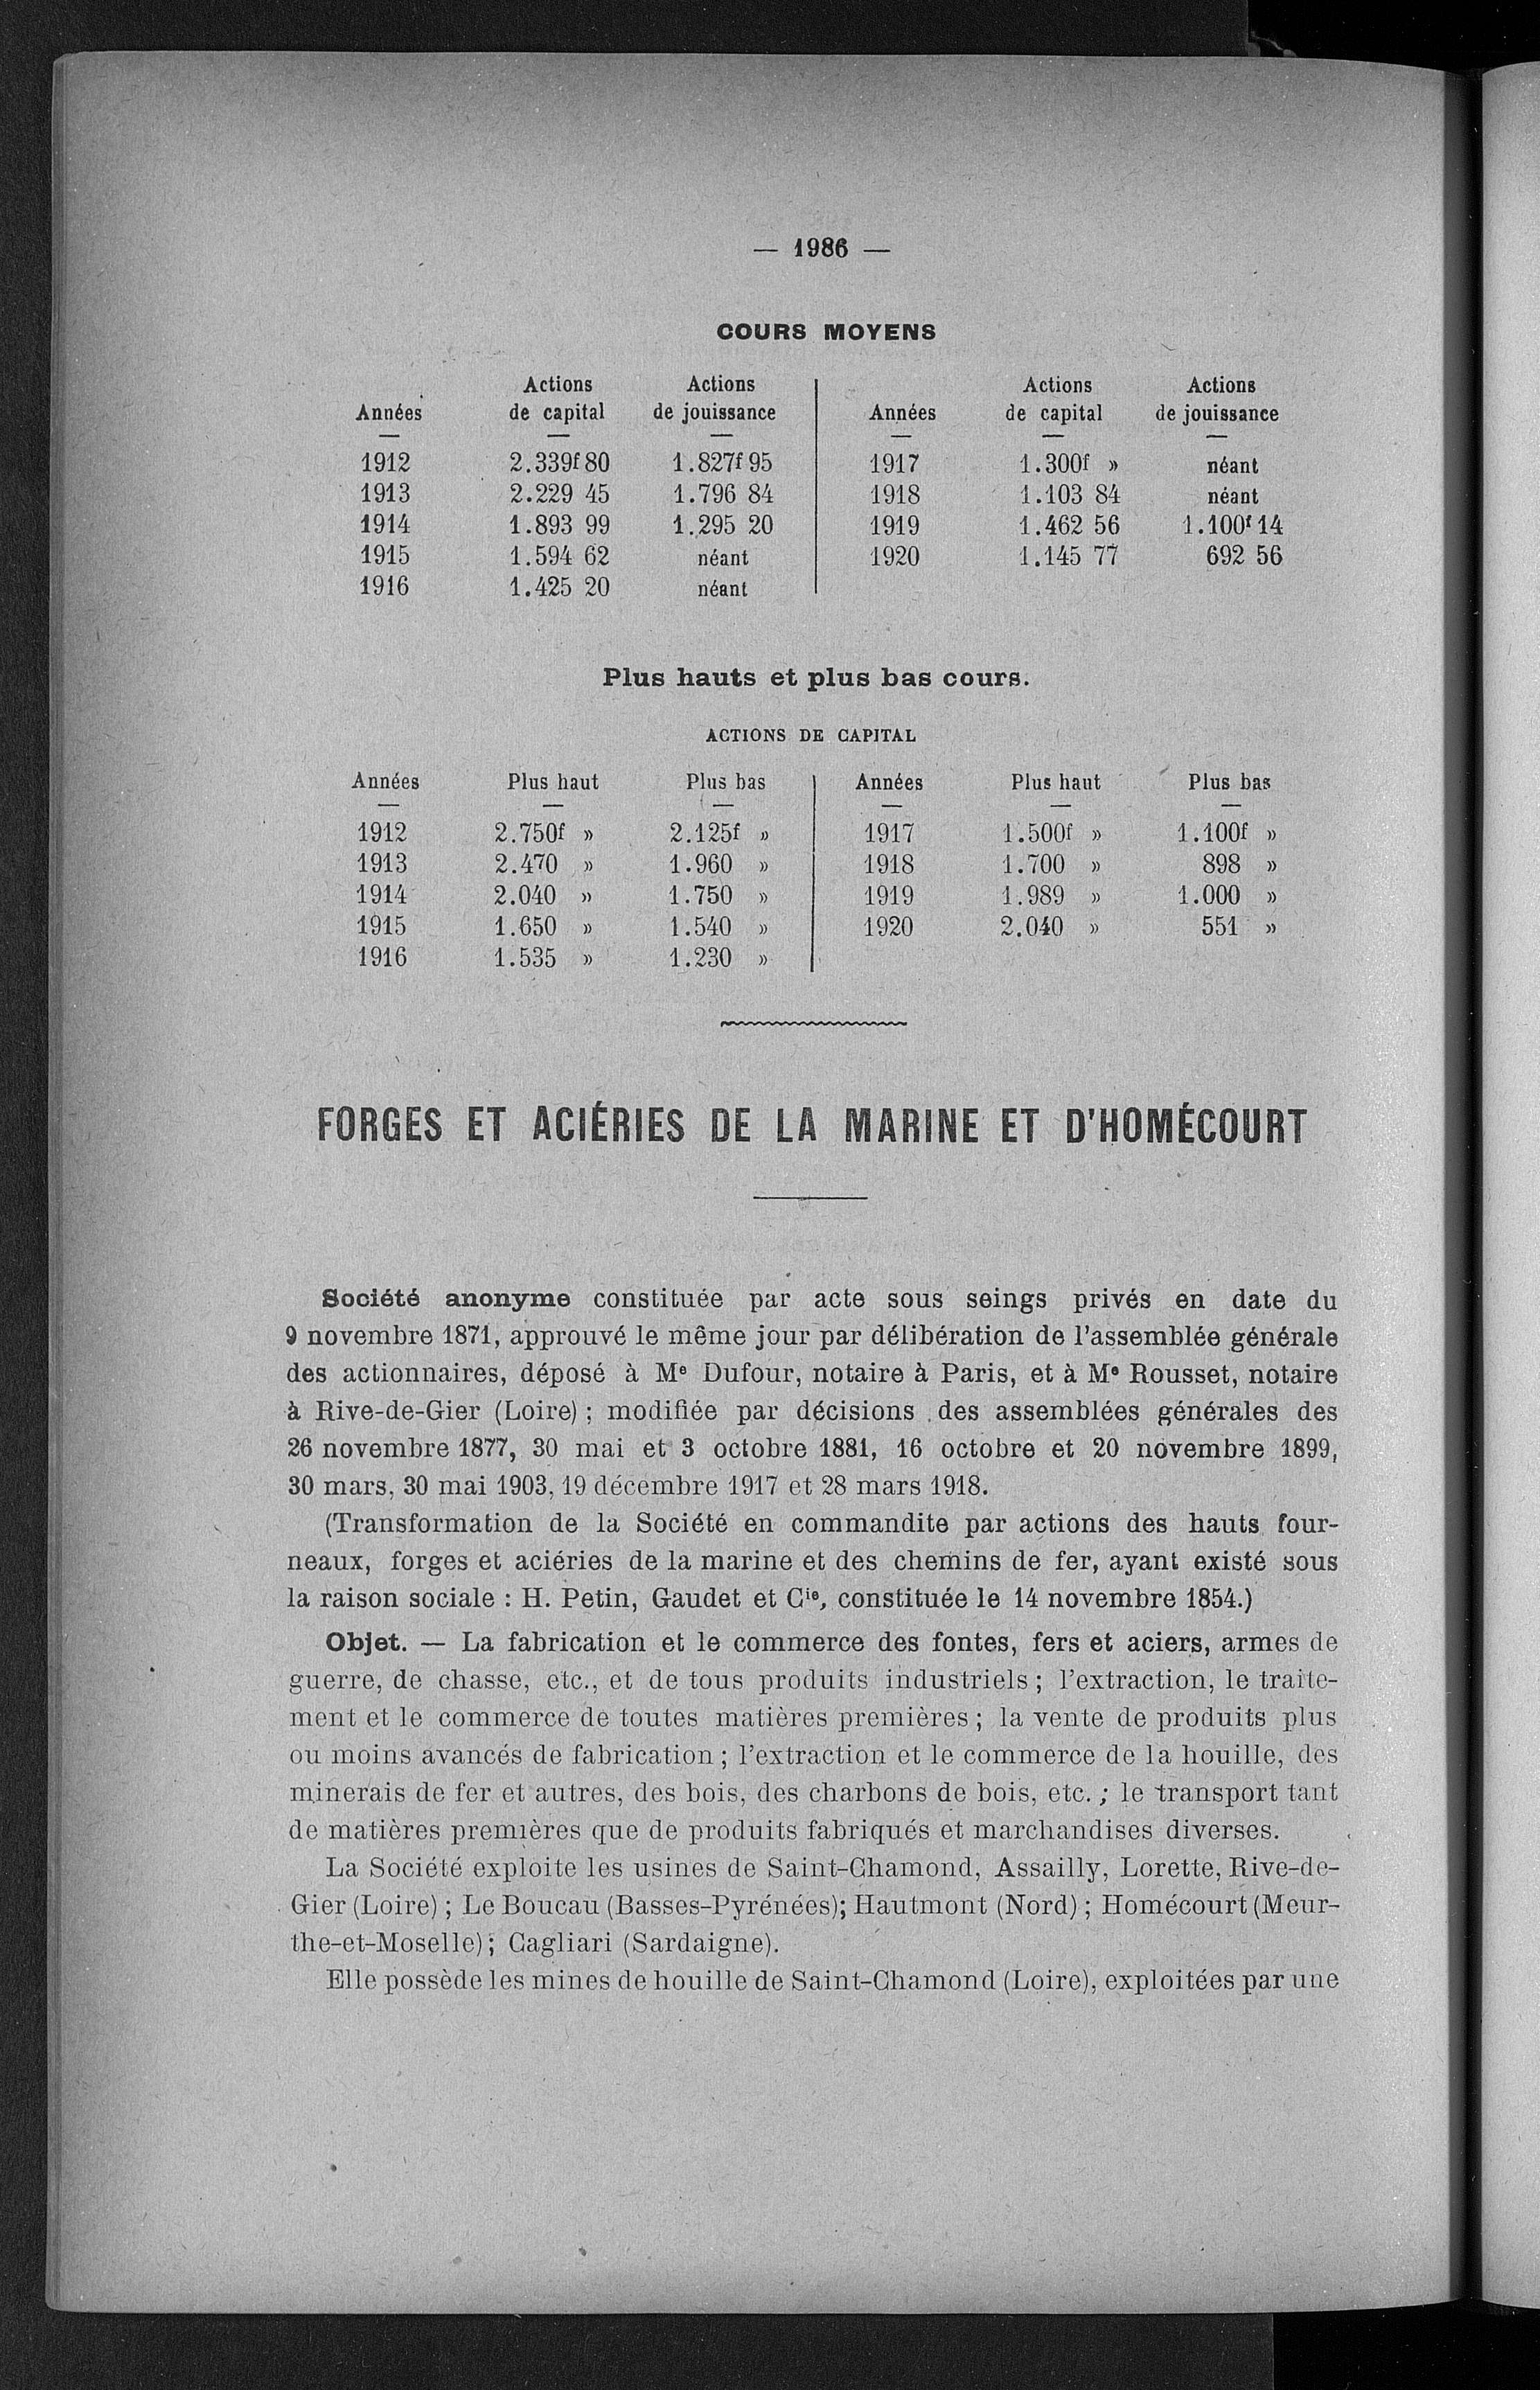 — 1986 —
COURS MOYENS
Années Actions de capital Actions de jouissance Années Actions de capital Actions de jouissance
1912 2.339f80 1.827f95 1917 1.300f » néant
1913 2.229 45 1.796 84 1918 1.103 84 néant
1914 1.893 99 1.295 20 1919 1.462 56 1.100f14
1915 1.594 62 néant 1920 1.145 77 692 56
1916 1.425 20 néant
Plus hauts et plus bas cours.
ACTIONS DE CAPITAL
Années Plus haut Plus bas Années Plus haut Plus bas
1912 2.750f » 2.125f » 1917 1.500f » 1.100f »
1913 2.470 » 1.960 » 1918 1.700 » 898 »
1914 2.040 » 1.750 » 1919 1.989 » 1.000 »
1915 1.650 » 1.540 » 1920 2.040 » 551 »
1916 1.535 » 1.230 »
FORGES ET ACIÉRIES DE LA MARINE ET D'HOMÉCOURT
Société anonyme constituée par acte sous seings privés en date du
9 novembre 1871, approuvé le même jour par délibération de l'assemblée générale
des actionnaires, déposé à Me Dufour, notaire à Paris, et à Me Rousset, notaire
à Rive-de-Gier (Loire) ; modifiée par décisions des assemblées générales des
26 novembre 1877, 30 mai et 3 octobre 1881, 16 octobre et 20 novembre 1899,
30 mars, 30 mai 1903, 19 décembre 1917 et 28 mars 1918.
(Transformation de la Société en commandite par actions des hauts four-
neaux, forges et aciéries de la marine et des chemins de fer, ayant existé sous
la raison sociale : H. Petin, Gaudet et Cie, constituée le 14 novembre 1854.)
Objet. — La fabrication et le commerce des fontes, fers et aciers, armes de
guerre, de chasse, etc., et de tous produits industriels ; l'extraction, le traite-
ment et le commerce de toutes matières premières ; la vente de produits plus
ou moins avancés de fabrication ; l'extraction et le commerce de la houille, des
minerais de fer et autres, des bois, des charbons de bois, etc. ; le transport tant
de matières premières que de produits fabriqués et marchandises diverses.
La Société exploite les usines de Saint-Chamond, Assailly, Lorette, Rive-de-
Gier (Loire) ; Le Boucau (Basses-Pyrénées); Hautmont (Nord) ; Homécourt (Meur-
the-et-Moselle) ; Cagliari (Sardaigne).
Elle possède les mines de houille de Saint-Chamond (Loire), exploitées par une